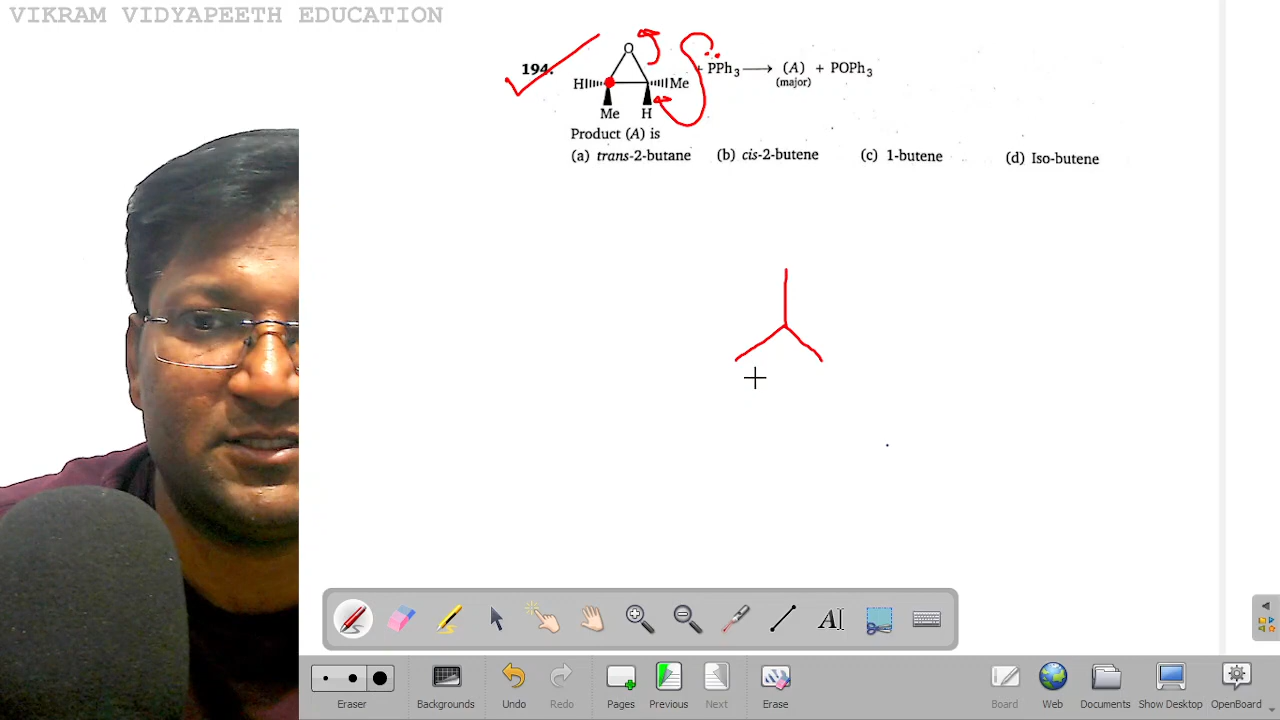 VIKRAM VIDYAPEETH EDUCATION
194.
O
H Me + PPh3 ⟶ (A) + POPh3
(major)
Me H
Product (A) is
(a) trans-2-butane (b) cis-2-butene (c) 1-butene (d) Iso-butene
Eraser Backgrounds Undo Redo Pages Previous Next Erase Board Web Documents Show Desktop OpenBoard